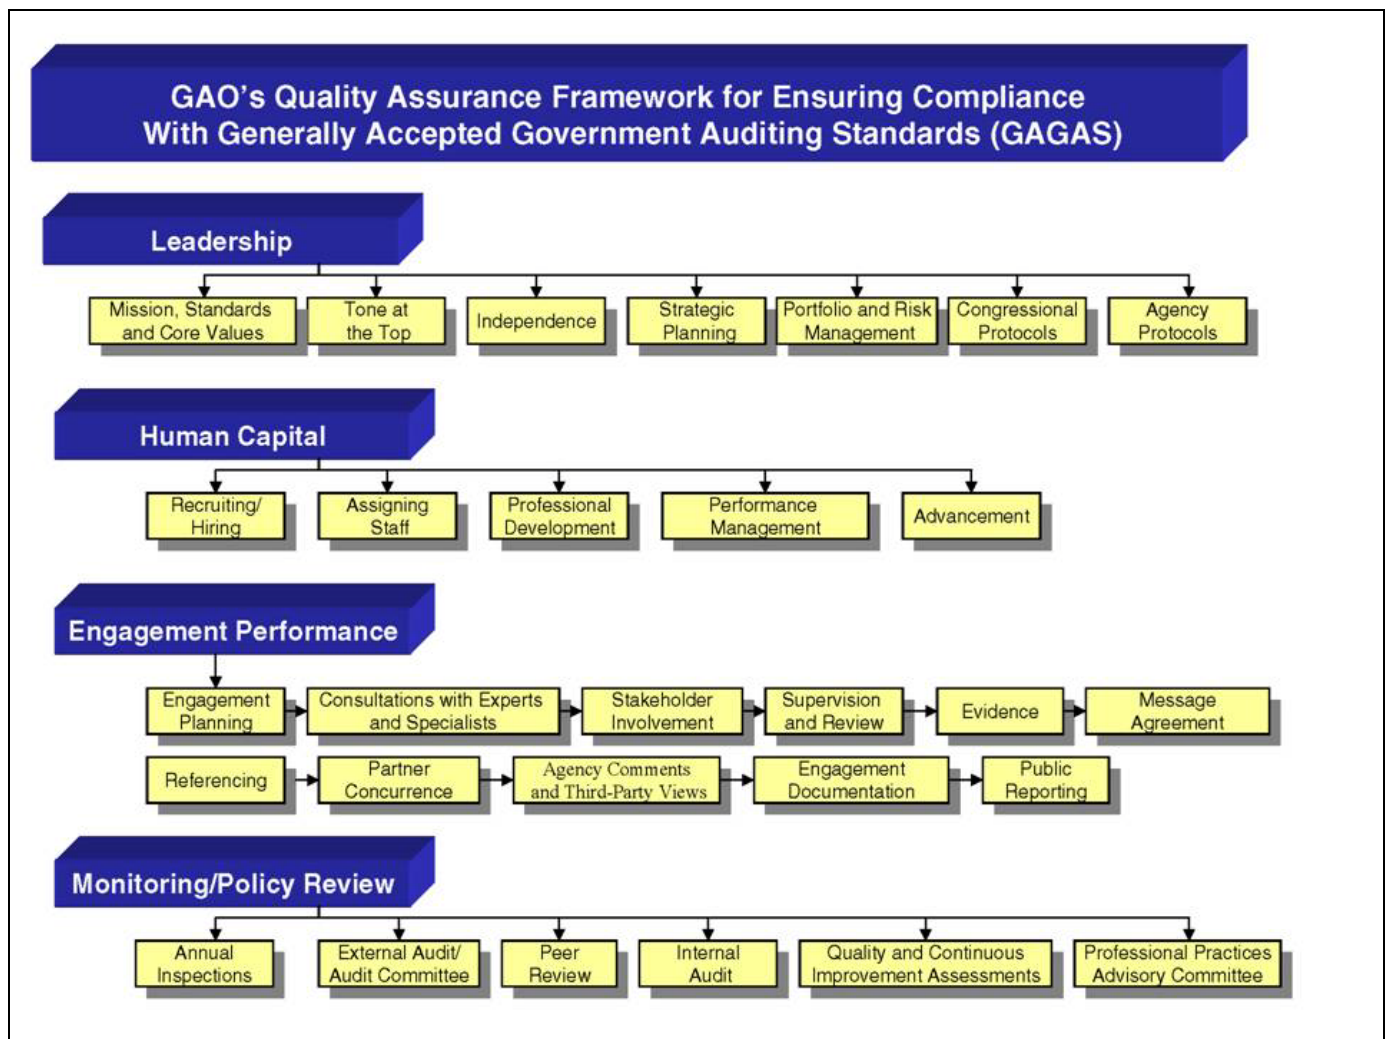 GAO's Quality Assurance Framework for Ensuring Compliance
With Generally Accepted Government Auditing Standards (GAGAS)
Leadership
Mission, Standards
and Core Values
Tone at
the Top
Independence
Strategic
Planning
Portfolio and Risk
Management
Congressional
Protocols
Agency
Protocols
Human Capital
Recruiting/
Hiring
Assigning
Staff
Professional
Development
Performance
Management
Advancement
Engagement Performance
Engagement
Planning
Consultations with Experts
and Specialists
Stakeholder
Involvement
Supervision
and Review
Evidence
Message
Agreement
Referencing
Partner
Concurrence
Agency Comments
and Third-Party Views
Engagement
Documentation
Public
Reporting
Monitoring/Policy Review
Annual
Inspections
External Audit/
Audit Committee
Peer
Review
Internal
Audit
Quality and Continuous
Improvement Assessments
Professional Practices
Advisory Committee